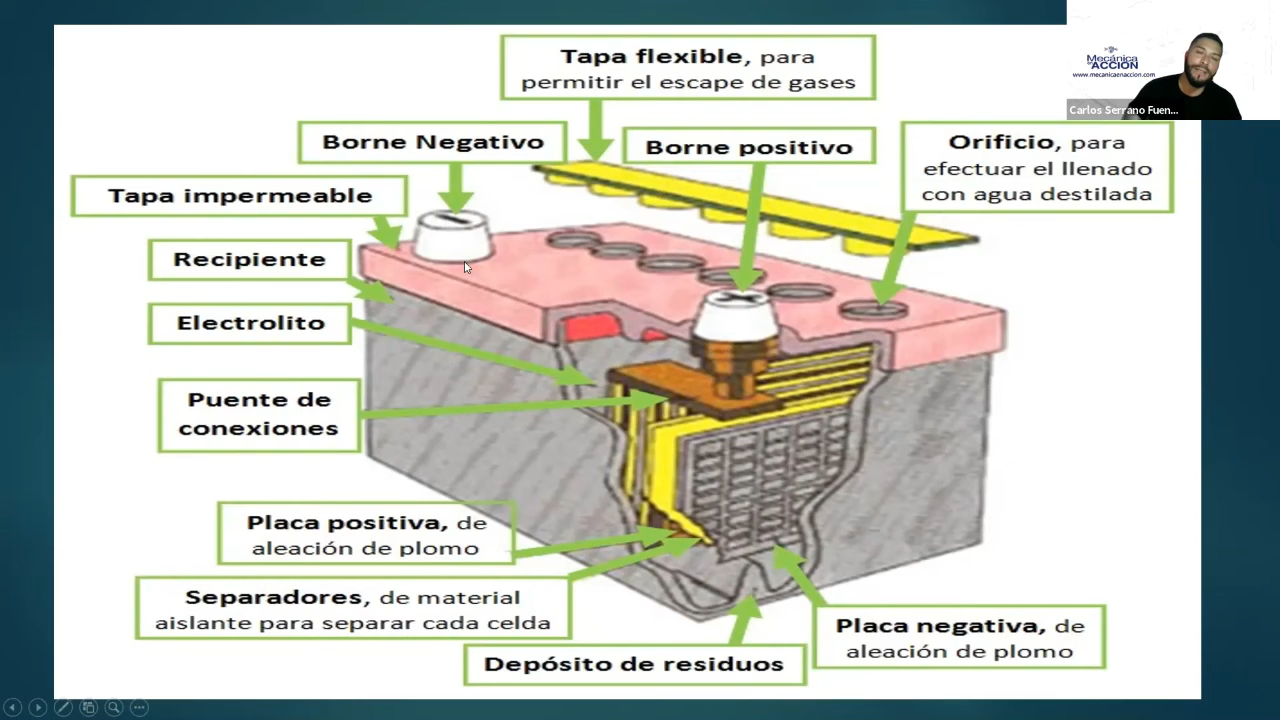 Tapa flexible, para
permitir el escape de gases
Mecánica
EN ACCIÓN
www.mecanicaenaccion.com
Carlos Serrano Fuen...
Borne Negativo
Borne positivo
Orificio, para
efectuar el llenado
con agua destilada
Tapa impermeable
Recipiente
Electrolito
Puente de
conexiones
Placa positiva, de
aleación de plomo
Separadores, de material
aislante para separar cada celda
Placa negativa, de
aleación de plomo
Depósito de residuos